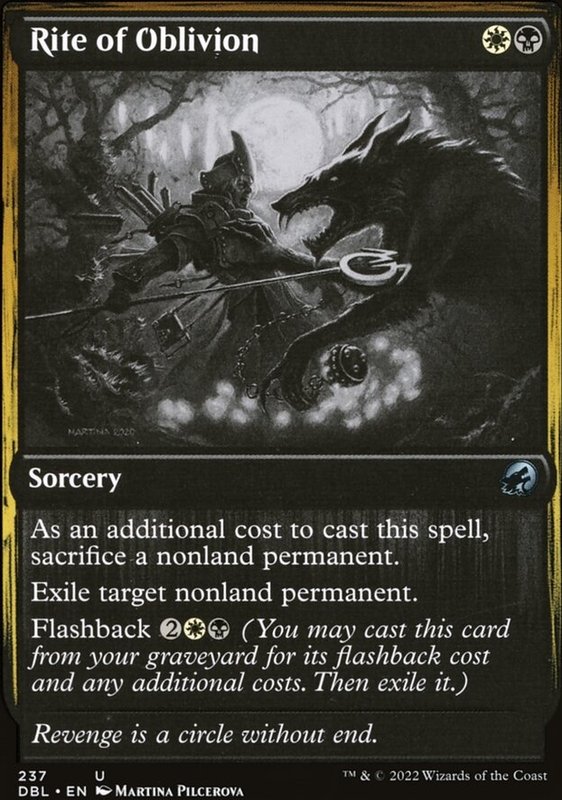 Rite of Oblivion
MARTINA 2020
Sorcery
As an additional cost to cast this spell,
sacrifice a nonland permanent.
Exile target nonland permanent.
Flashback 2 (You may cast this card
from your graveyard for its flashback cost
and any additional costs. Then exile it.)
Revenge is a circle without end.
237 U
DBL • EN MARTINA PILCEROVA
™ & © 2022 Wizards of the Coast